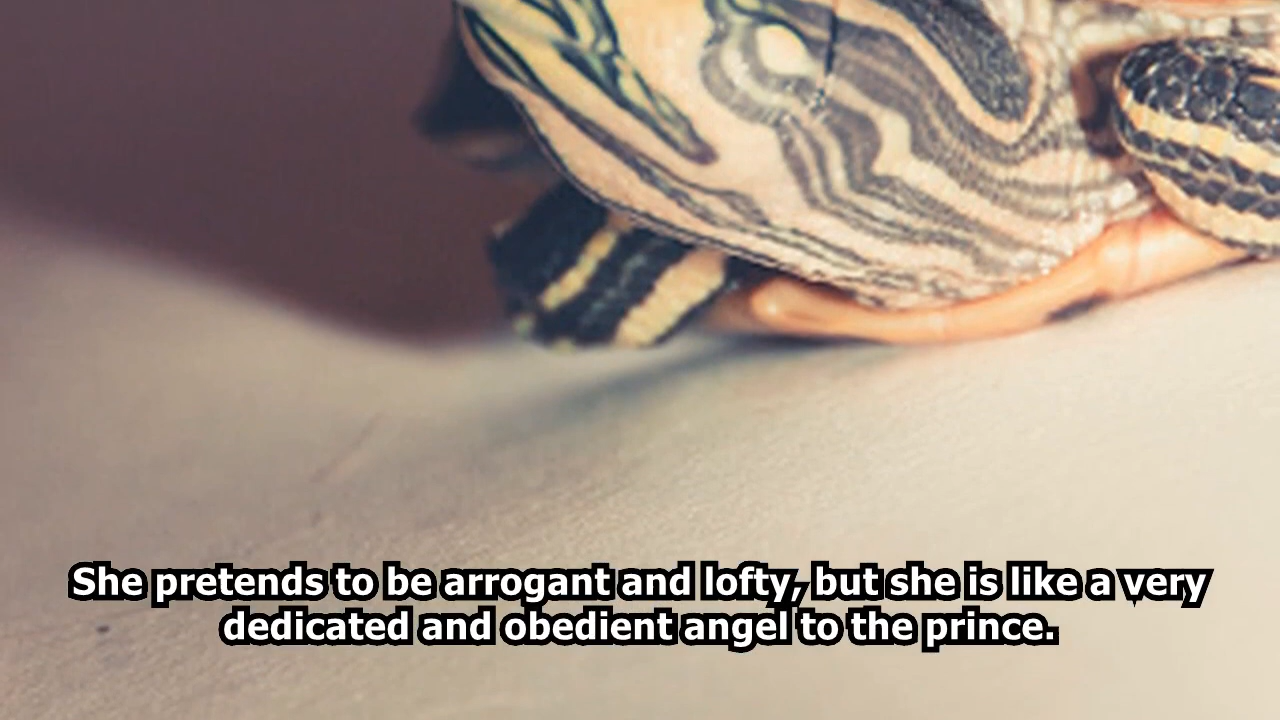 She pretends to be arrogant and lofty, but she is like a very
dedicated and obedient angel to the prince.